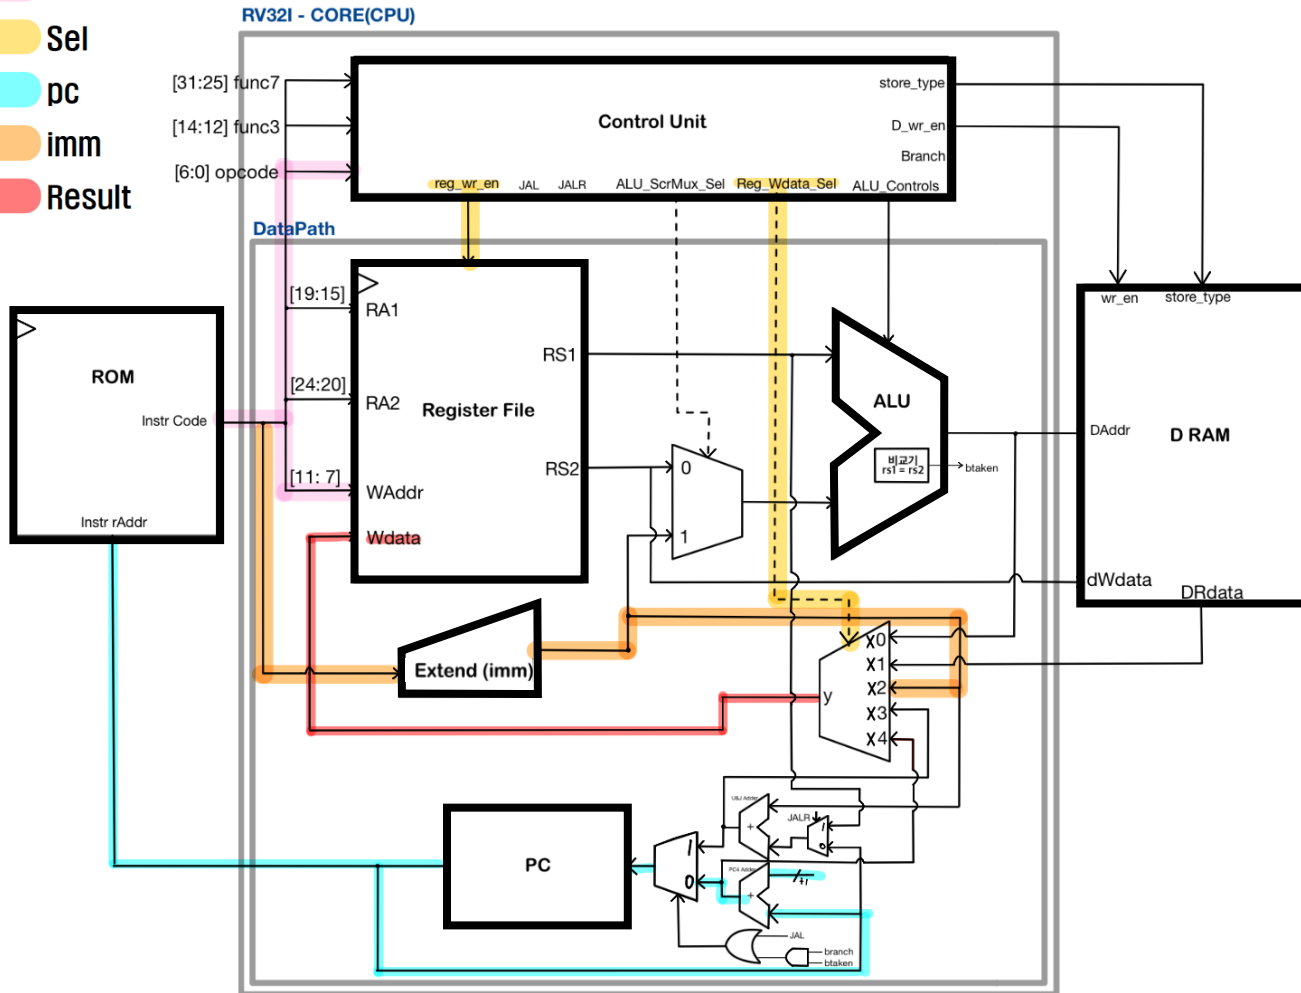 RV32I - CORE(CPU)
Sel
pc
imm
Result
[31:25] func7
[14:12] func3
[6:0] opcode
Control Unit
store_type
D_wr_en
Branch
reg_wr_en
JAL
JALR
ALU_ScrMux_Sel
Reg_Wdata_Sel
ALU_Controls
DataPath
wr_en
store_type
[19:15]
RA1
RS1
ROM
Instr Code
[24:20]
RA2
Register File
ALU
비교기
rs1 = rs2
btaken
DAddr
D RAM
RS2
0
1
[11: 7]
WAddr
Wdata
Instr rAddr
dWdata
DRdata
Extend (imm)
X0
X1
X2
X3
X4
y
U&J Adder
+
JALR
1
0
PC
1
0
PC4 Adder
+
JAL
branch
btaken